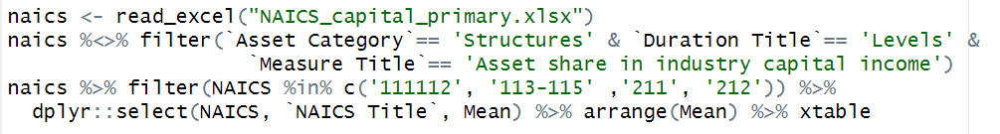 naics <- read_excel("NAICS_capital_primary.xlsx")
naics %<>% filter(`Asset Category`== 'Structures' & `Duration Title`== 'Levels' &
`Measure Title`== 'Asset share in industry capital income')
naics %>% filter(NAICS %in% c('111112', '113-115' ,'211', '212')) %>%
dplyr::select(NAICS, `NAICS Title`, Mean) %>% arrange(Mean) %>% xtable